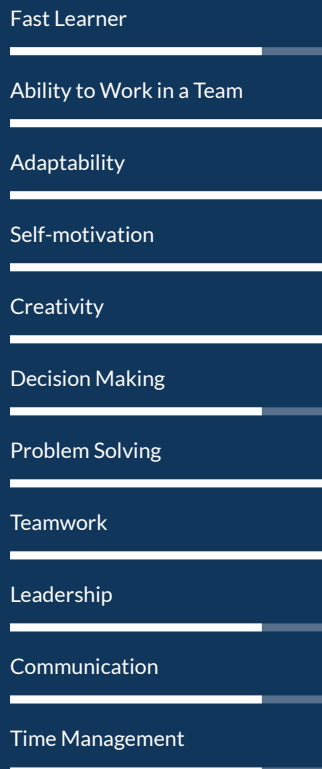 Fast Learner
Ability to Work in a Team
Adaptability
Self-motivation
Creativity
Decision Making
Problem Solving
Teamwork
Leadership
Communication
Time Management